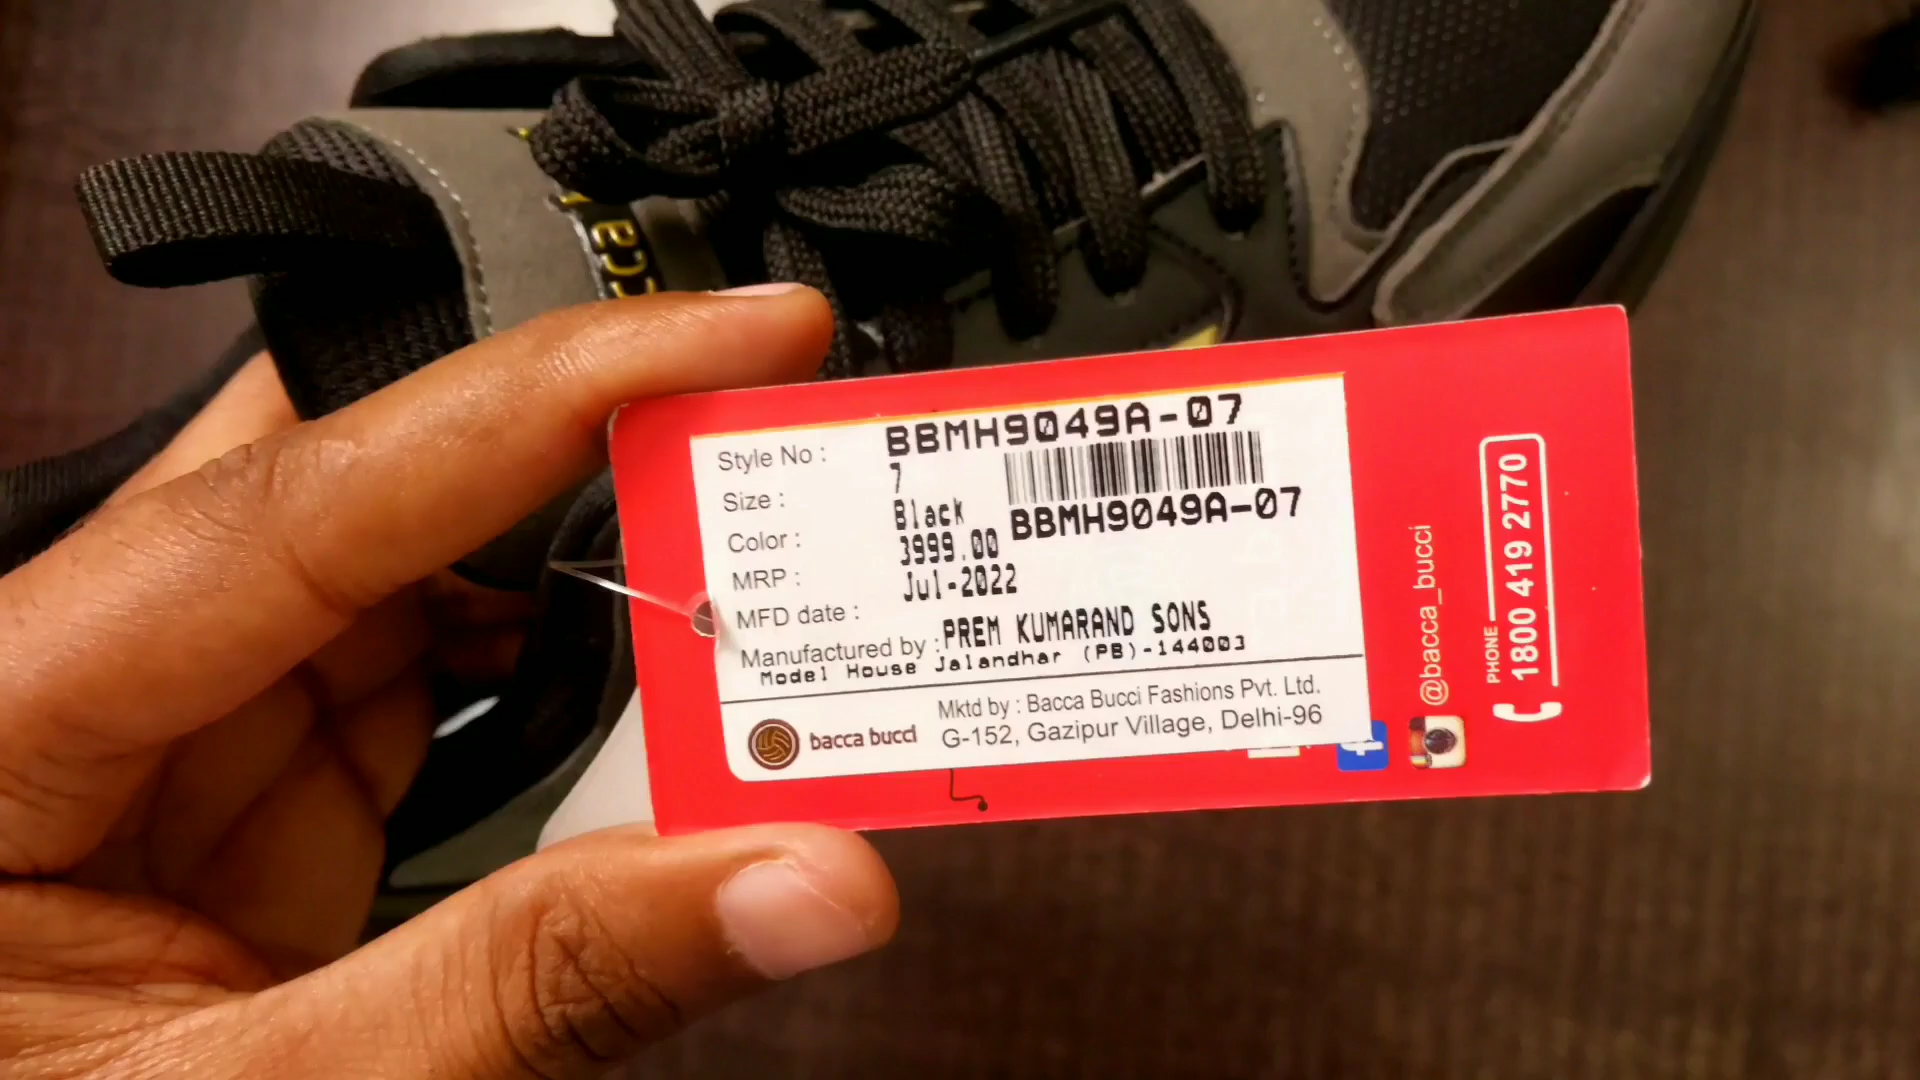 Style No : BBMH9049A-07
Size : 7
Color : Black
BBMH9049A-07
MRP : 3999.00
MFD date : Jul-2022
Manufactured by : PREM KUMARAND SONS
Model House Jalandhar (PB)-144003
bacca bucci
Mktd by : Bacca Bucci Fashions Pvt. Ltd.
G-152, Gazipur Village, Delhi-96
@bacca_bucci
PHONE
1800 419 2770